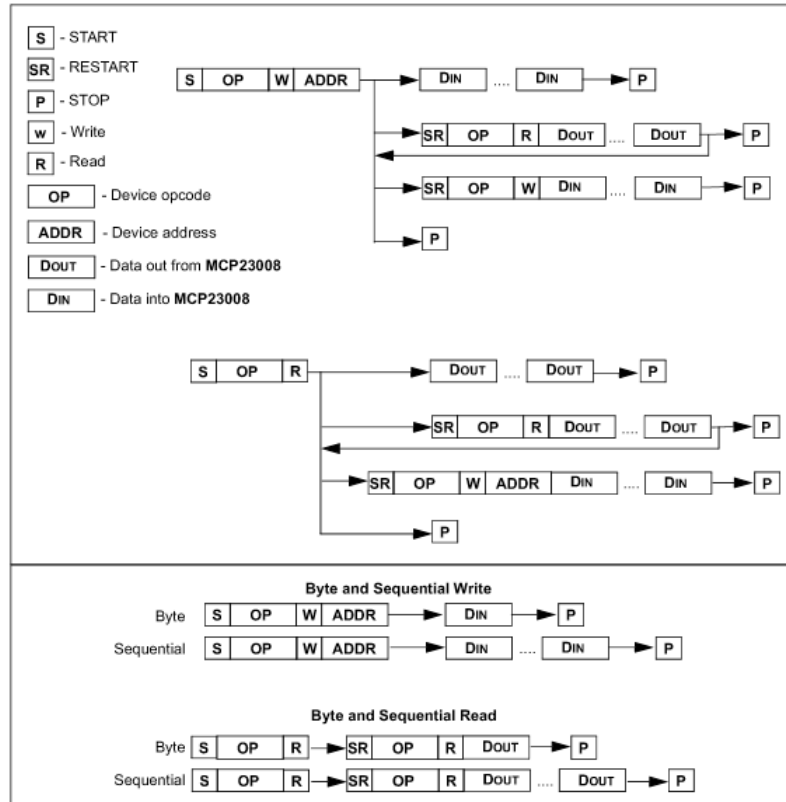 S - START
SR - RESTART
P - STOP
w - Write
R - Read
OP - Device opcode
ADDR - Device address
DOUT - Data out from MCP23008
DIN - Data into MCP23008
S OP W ADDR DIN .... DIN P
SR OP R DOUT .... DOUT P
SR OP W DIN .... DIN P
P
S OP R DOUT .... DOUT P
SR OP R DOUT .... DOUT P
SR OP W ADDR DIN .... DIN P
P
Byte and Sequential Write
Byte S OP W ADDR DIN P
Sequential S OP W ADDR DIN .... DIN P
Byte and Sequential Read
Byte S OP R SR OP R DOUT P
Sequential S OP R SR OP R DOUT .... DOUT P